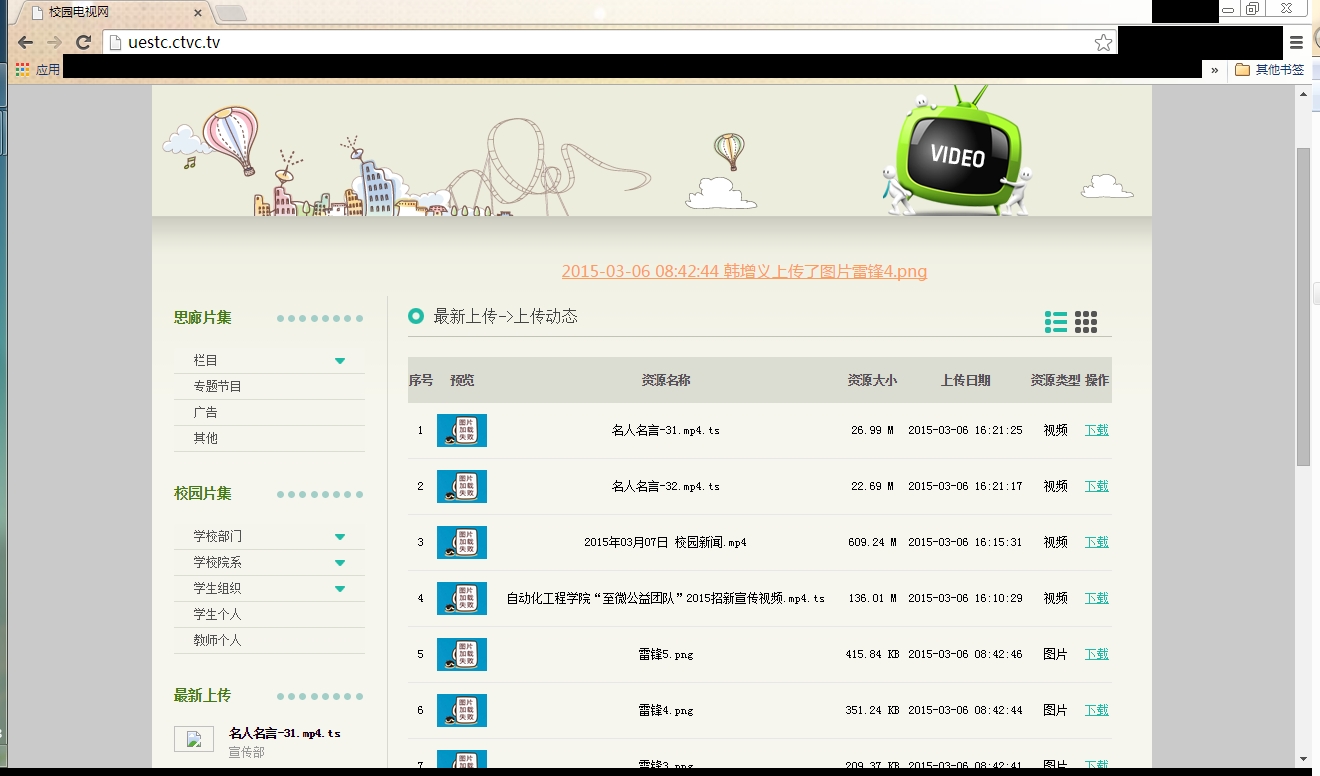 校园电视网
uestc.ctvc.tv
应用
» 其他书签
VIDEO
2015-03-06 08:42:44 韩增义上传了图片雷锋4.png
思廊片集
栏目
专题节目
广告
其他
校园片集
学校部门
学校院系
学生组织
学生个人
教师个人
最新上传
名人名言-31.mp4.ts
宣传部
最新上传->上传动态
序号 预览 资源名称 资源大小 上传日期 资源类型 操作
1 图片加载失败 名人名言-31.mp4.ts 26.99 M 2015-03-06 16:21:25 视频 下载
2 图片加载失败 名人名言-32.mp4.ts 22.69 M 2015-03-06 16:21:17 视频 下载
3 图片加载失败 2015年03月07日 校园新闻.mp4 609.24 M 2015-03-06 16:15:31 视频 下载
4 图片加载失败 自动化工程学院“至微公益团队”2015招新宣传视频.mp4.ts 136.01 M 2015-03-06 16:10:29 视频 下载
5 图片加载失败 雷锋5.png 415.84 KB 2015-03-06 08:42:46 图片 下载
6 图片加载失败 雷锋4.png 351.24 KB 2015-03-06 08:42:44 图片 下载
7 图片加载 雷锋3.png 209.37 KB 2015-03-06 08:42:41 图片 下载